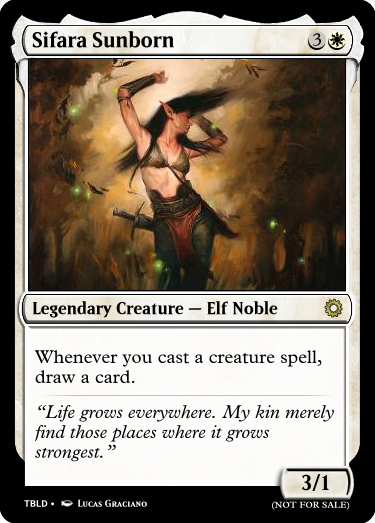 Sifara Sunborn 3
Legendary Creature — Elf Noble
Whenever you cast a creature spell,
draw a card.
“Life grows everywhere. My kin merely
find those places where it grows
strongest.”
3/1
TBLD • Lucas Graciano (NOT FOR SALE)